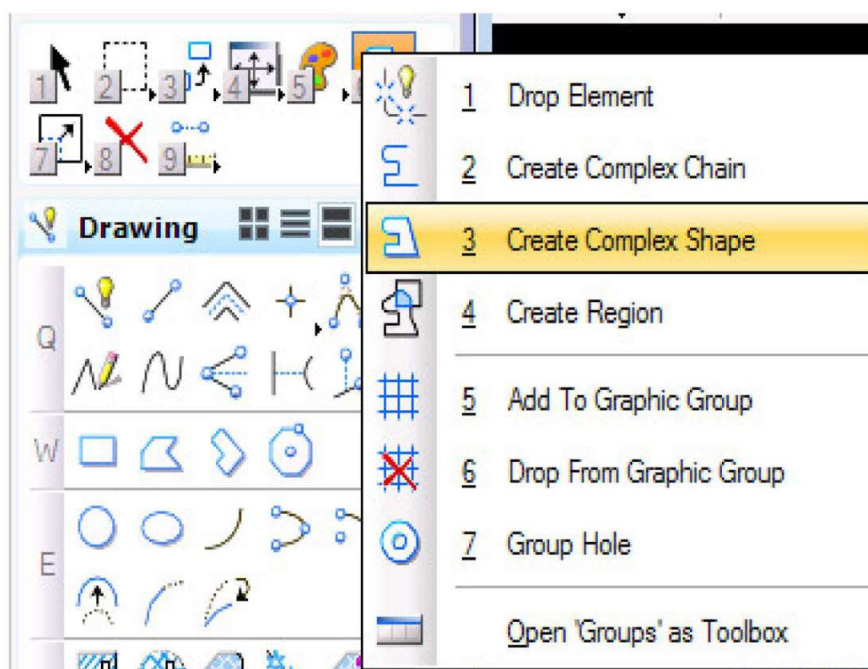 1 2 3 4 5 6
7 8 9
Drawing
Q
W
E
1 Drop Element
2 Create Complex Chain
3 Create Complex Shape
4 Create Region
5 Add To Graphic Group
6 Drop From Graphic Group
7 Group Hole
Open 'Groups' as Toolbox